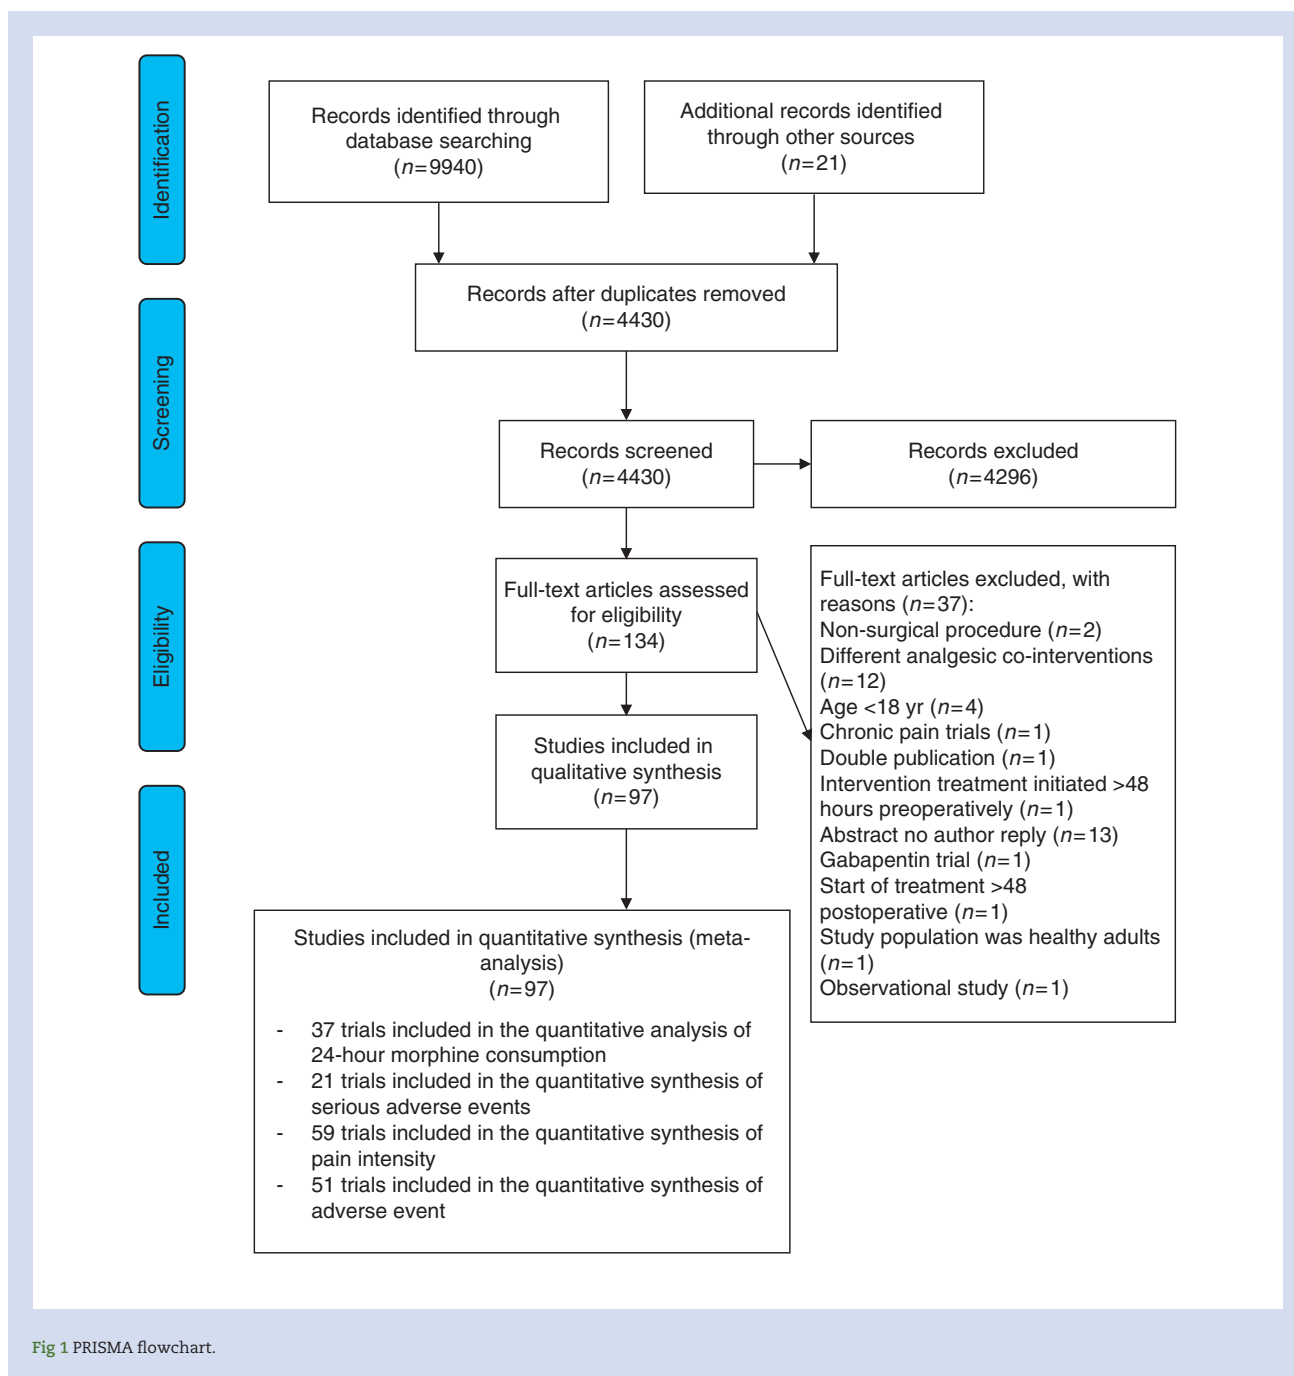 Identification
Records identified through
database searching
(n=9940)
Additional records identified
through other sources
(n=21)
Records after duplicates removed
(n=4430)
Screening
Records screened
(n=4430)
Records excluded
(n=4296)
Eligibility
Full-text articles assessed
for eligibility
(n=134)
Full-text articles excluded, with
reasons (n=37):
Non-surgical procedure (n=2)
Different analgesic co-interventions
(n=12)
Age <18 yr (n=4)
Chronic pain trials (n=1)
Double publication (n=1)
Intervention treatment initiated >48
hours preoperatively (n=1)
Abstract no author reply (n=13)
Gabapentin trial (n=1)
Start of treatment >48
postoperative (n=1)
Study population was healthy adults
(n=1)
Observational study (n=1)
Studies included in
qualitative synthesis
(n=97)
Included
Studies included in quantitative synthesis (meta-
analysis)
(n=97)
- 37 trials included in the quantitative analysis of
24-hour morphine consumption
- 21 trials included in the quantitative synthesis of
serious adverse events
- 59 trials included in the quantitative synthesis of
pain intensity
- 51 trials included in the quantitative synthesis of
adverse event
Fig 1 PRISMA flowchart.